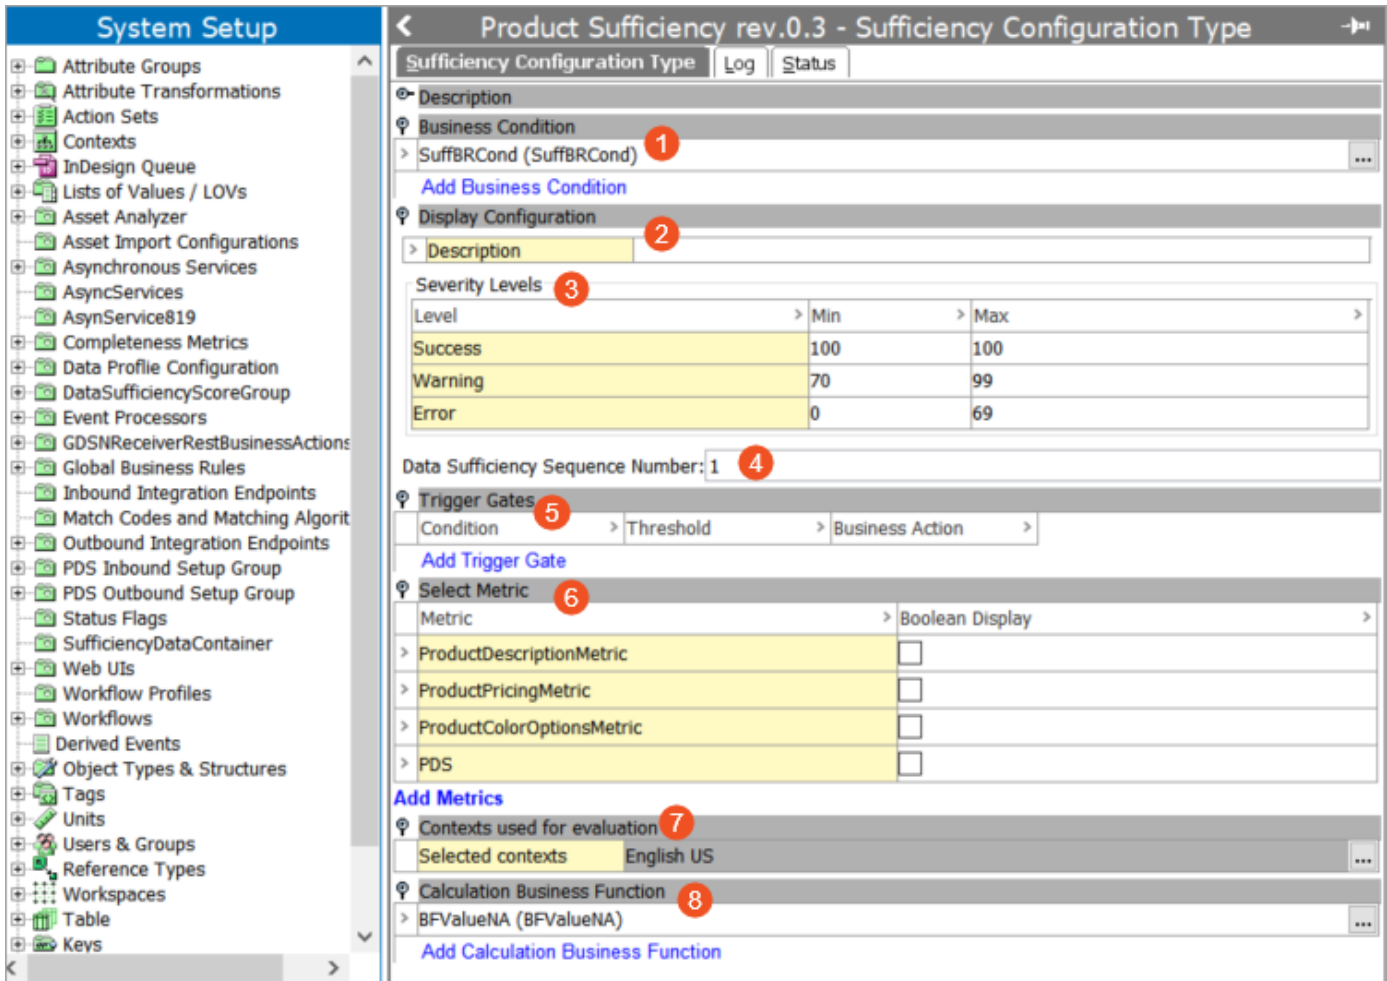 System Setup
Attribute Groups
Attribute Transformations
Action Sets
Contexts
InDesign Queue
Lists of Values / LOVs
Asset Analyzer
Asset Import Configurations
Asynchronous Services
AsyncServices
AsynService819
Completeness Metrics
Data Proflie Configuration
DataSufficiencyScoreGroup
Event Processors
GDSNReceiverRestBusinessActions
Global Business Rules
Inbound Integration Endpoints
Match Codes and Matching Algorit
Outbound Integration Endpoints
PDS Inbound Setup Group
PDS Outbound Setup Group
Status Flags
SufficiencyDataContainer
Web UIs
Workflow Profiles
Workflows
Derived Events
Object Types & Structures
Tags
Units
Users & Groups
Reference Types
Workspaces
Table
Keys
Product Sufficiency rev.0.3 - Sufficiency Configuration Type
Sufficiency Configuration Type Log Status
Description
Business Condition
1
SuffBRCond (SuffBRCond) ...
Add Business Condition
Display Configuration
2
Description
Severity Levels 3
Level > Min > Max >
Success 100 100
Warning 70 99
Error 0 69
Data Sufficiency Sequence Number: 1 4
Trigger Gates 5
Condition > Threshold > Business Action >
Add Trigger Gate
Select Metric 6
Metric > Boolean Display >
> ProductDescriptionMetric
> ProductPricingMetric
> ProductColorOptionsMetric
> PDS
Add Metrics
Contexts used for evaluation 7
Selected contexts English US ...
Calculation Business Function 8
> BFValueNA (BFValueNA) ...
Add Calculation Business Function